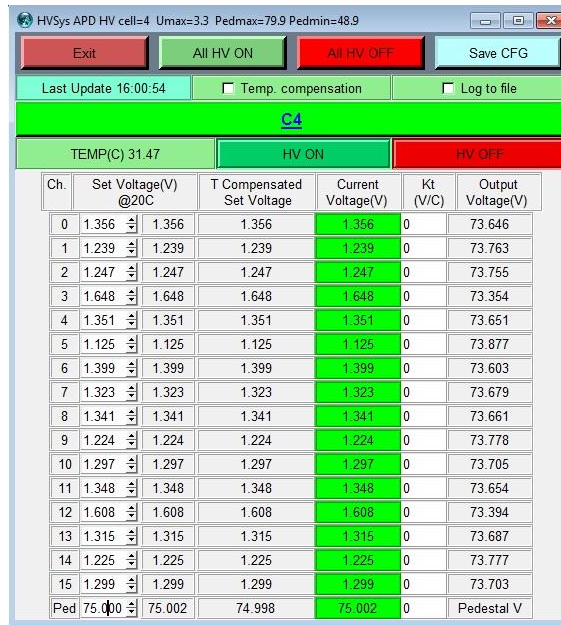 HVSys APD HV cell=4 Umax=3.3 Pedmax=79.9 Pedmin=48.9
Exit All HV ON All HV OFF Save CFG
Last Update 16:00:54 Temp. compensation Log to file
C4
TEMP(C) 31.47 HV ON HV OFF
Ch. Set Voltage(V) T Compensated Current Kt Output
@20C Set Voltage Voltage(V) (V/C) Voltage(V)
0 1.356 1.356 1.356 1.356 0 73.646
1 1.239 1.239 1.239 1.239 0 73.763
2 1.247 1.247 1.247 1.247 0 73.755
3 1.648 1.648 1.648 1.648 0 73.354
4 1.351 1.351 1.351 1.351 0 73.651
5 1.125 1.125 1.125 1.125 0 73.877
6 1.399 1.399 1.399 1.399 0 73.603
7 1.323 1.323 1.323 1.323 0 73.679
8 1.341 1.341 1.341 1.341 0 73.661
9 1.224 1.224 1.224 1.224 0 73.778
10 1.297 1.297 1.297 1.297 0 73.705
11 1.348 1.348 1.348 1.348 0 73.654
12 1.608 1.608 1.608 1.608 0 73.394
13 1.315 1.315 1.315 1.315 0 73.687
14 1.225 1.225 1.225 1.225 0 73.777
15 1.299 1.299 1.299 1.299 0 73.703
Ped 75.000 75.002 74.998 75.002 0 Pedestal V